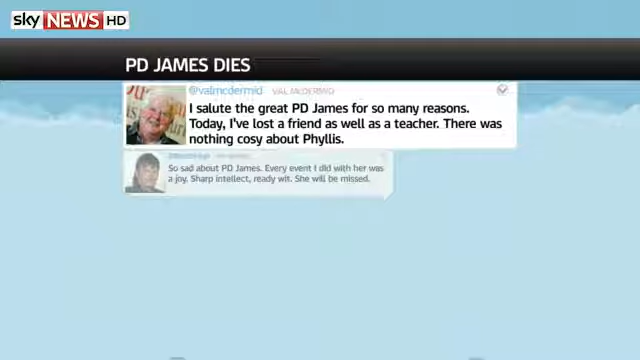 sky NEWS HD
PD JAMES DIES
@valmcdermid VAL MCDERMID
I salute the great PD James for so many reasons.
Today, I've lost a friend as well as a teacher. There was
nothing cosy about Phyllis.
So sad about PD James. Every event I did with her was
a joy. Sharp intellect, ready wit. She will be missed.